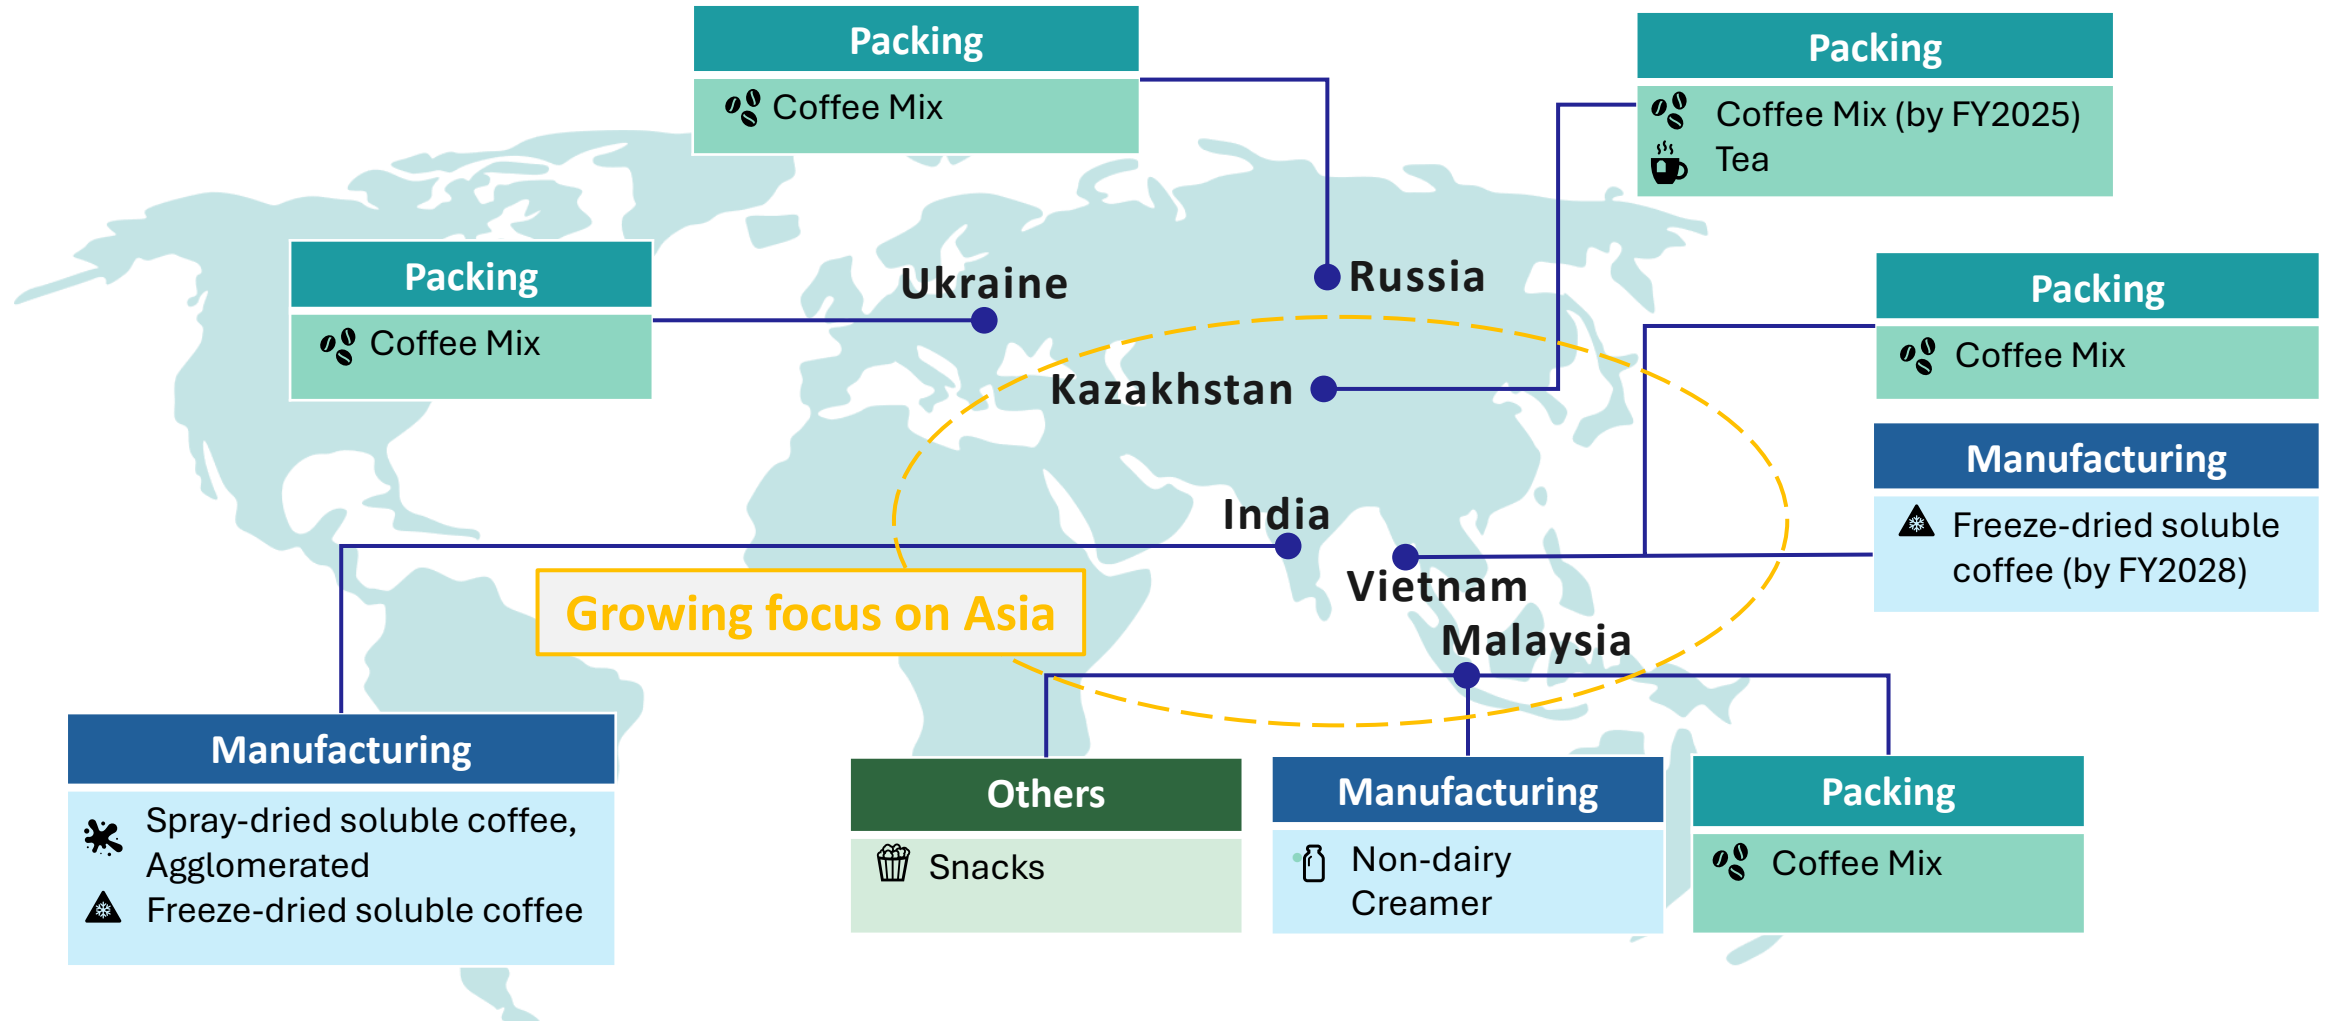 Packing
Coffee Mix
Packing
Coffee Mix (by FY2025)
Tea
Packing
Coffee Mix
Ukraine
Russia
Packing
Coffee Mix
Kazakhstan
Manufacturing
Freeze-dried soluble
coffee (by FY2028)
India
Vietnam
Growing focus on Asia
Malaysia
Manufacturing
Spray-dried soluble coffee,
Agglomerated
Freeze-dried soluble coffee
Others
Snacks
Manufacturing
Non-dairy
Creamer
Packing
Coffee Mix